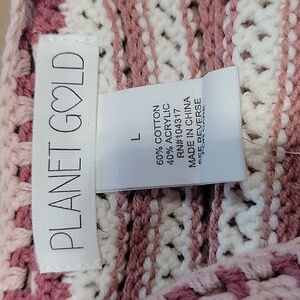 PLANET GOLD
L
60% COTTON
40% ACRYLIC
RN#104317
MADE IN CHINA
SEE REVERSE